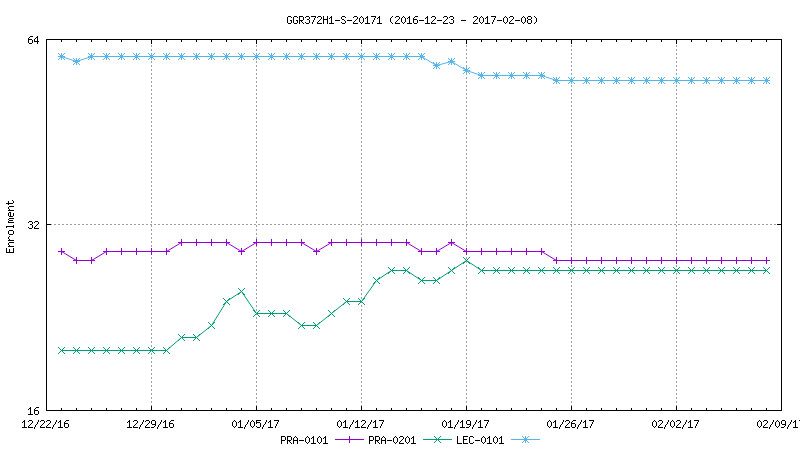 GGR372H1-S-20171 (2016-12-23 - 2017-02-08)
64
32
16
Enrolment
12/22/16 12/29/16 01/05/17 01/12/17 01/19/17 01/26/17 02/02/17 02/09/1
PRA-0101 PRA-0201 LEC-0101